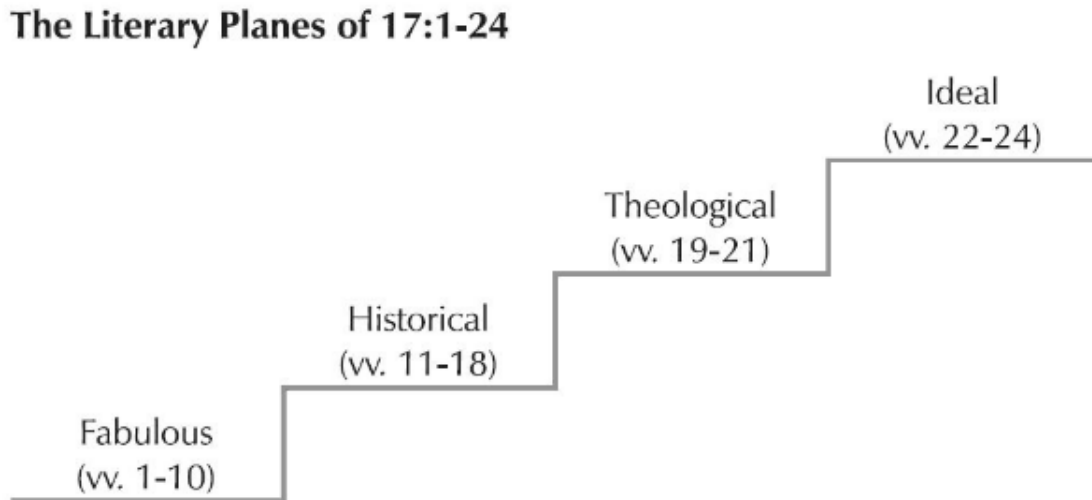 The Literary Planes of 17:1-24
Ideal
(vv. 22-24)
Theological
(vv. 19-21)
Historical
(vv. 11-18)
Fabulous
(vv. 1-10)